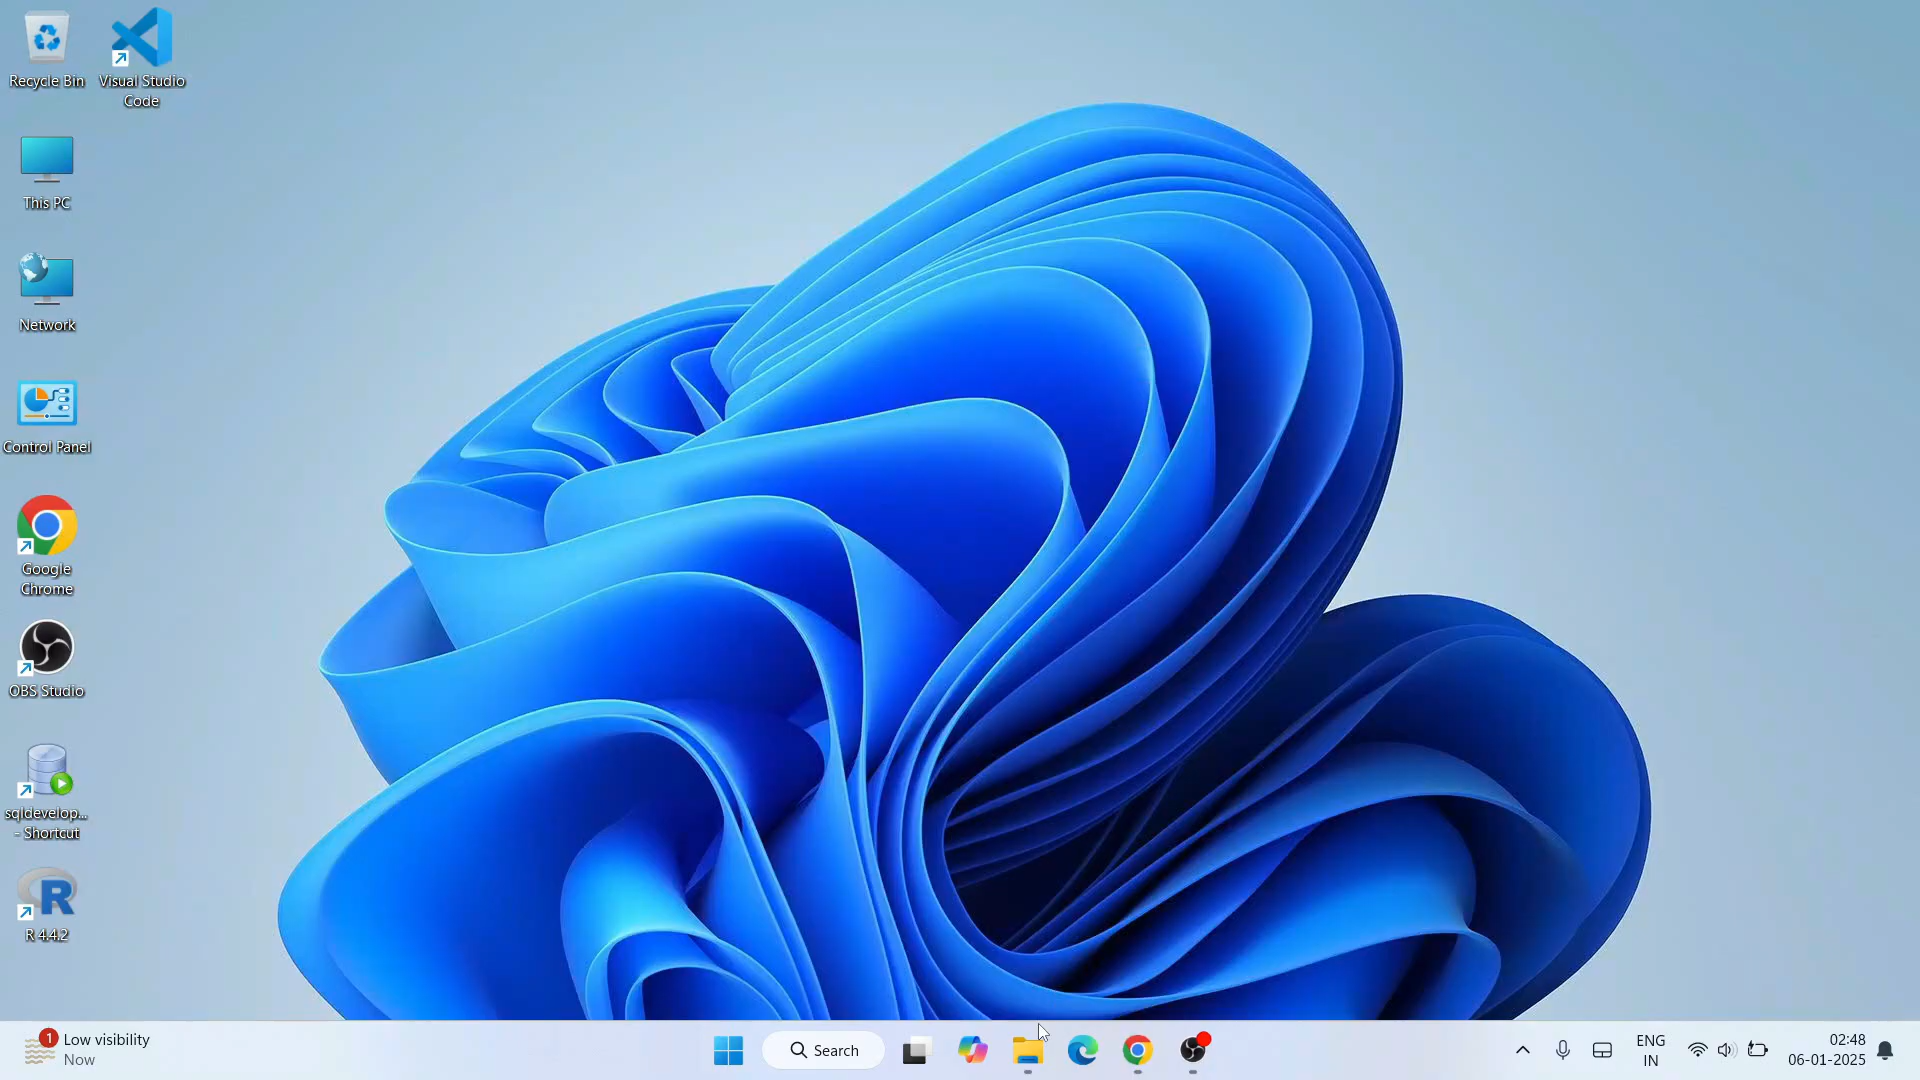 Recycle Bin
Visual Studio
Code
This PC
Network
Control Panel
Google
Chrome
OBS Studio
sqldevelop...
- Shortcut
R
R 4.4.2
1
Low visibility
Now
Search
ENG
IN
02:48
06-01-2025